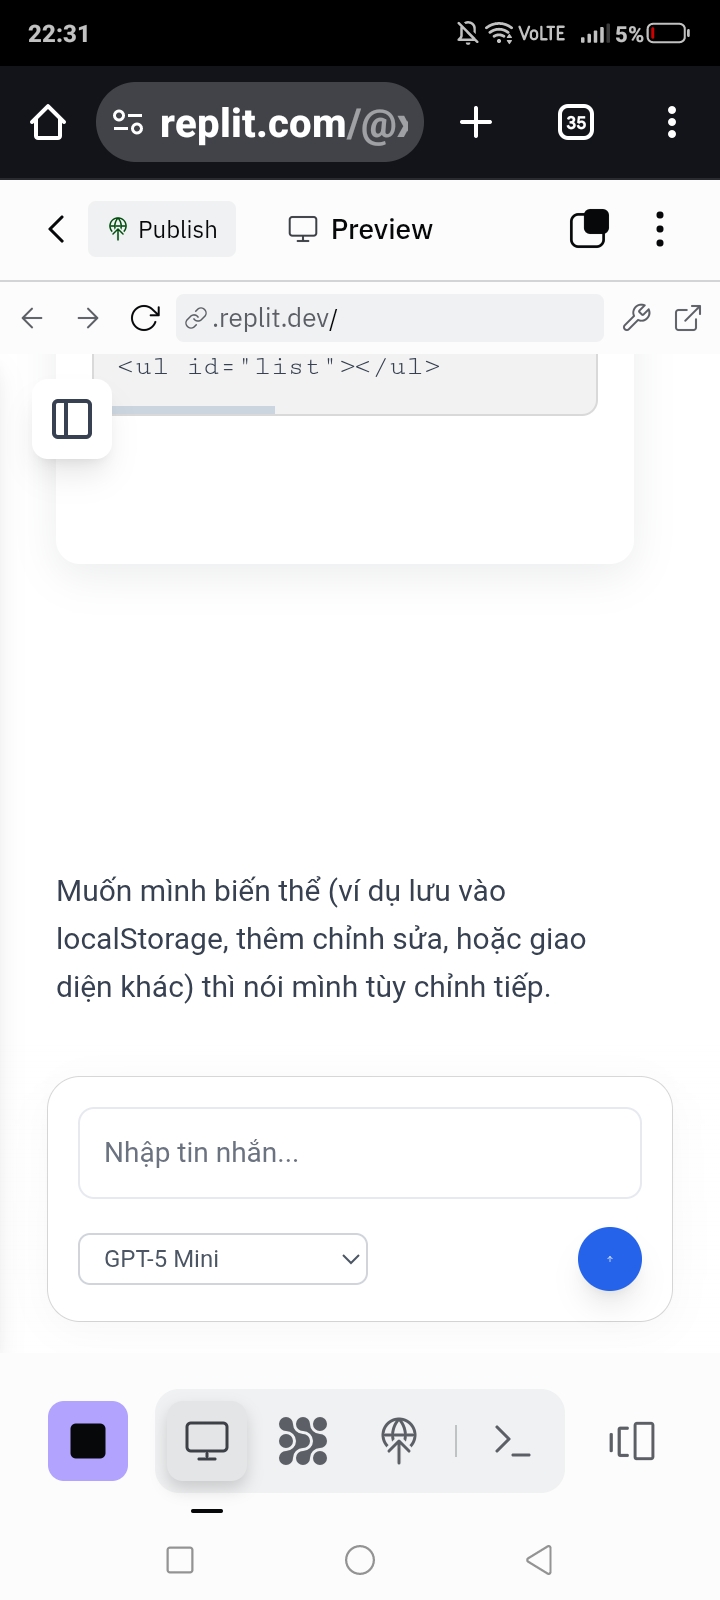 22:31
VoLTE
5%
replit.com/@
35
Publish
Preview
.replit.dev/
<ul id="list"></ul>
Muốn mình biến thể (ví dụ lưu vào
localStorage, thêm chỉnh sửa, hoặc giao
diện khác) thì nói mình tùy chỉnh tiếp.
Nhập tin nhắn...
GPT-5 Mini